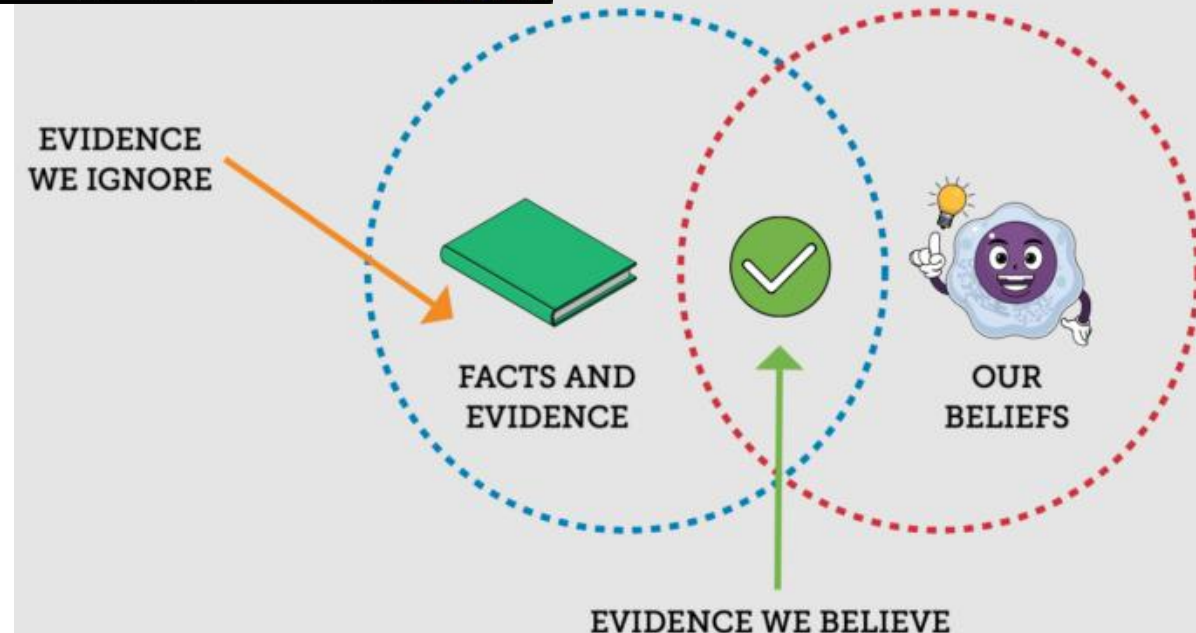 EVIDENCE
WE IGNORE
FACTS AND
EVIDENCE
OUR
BELIEFS
EVIDENCE WE BELIEVE